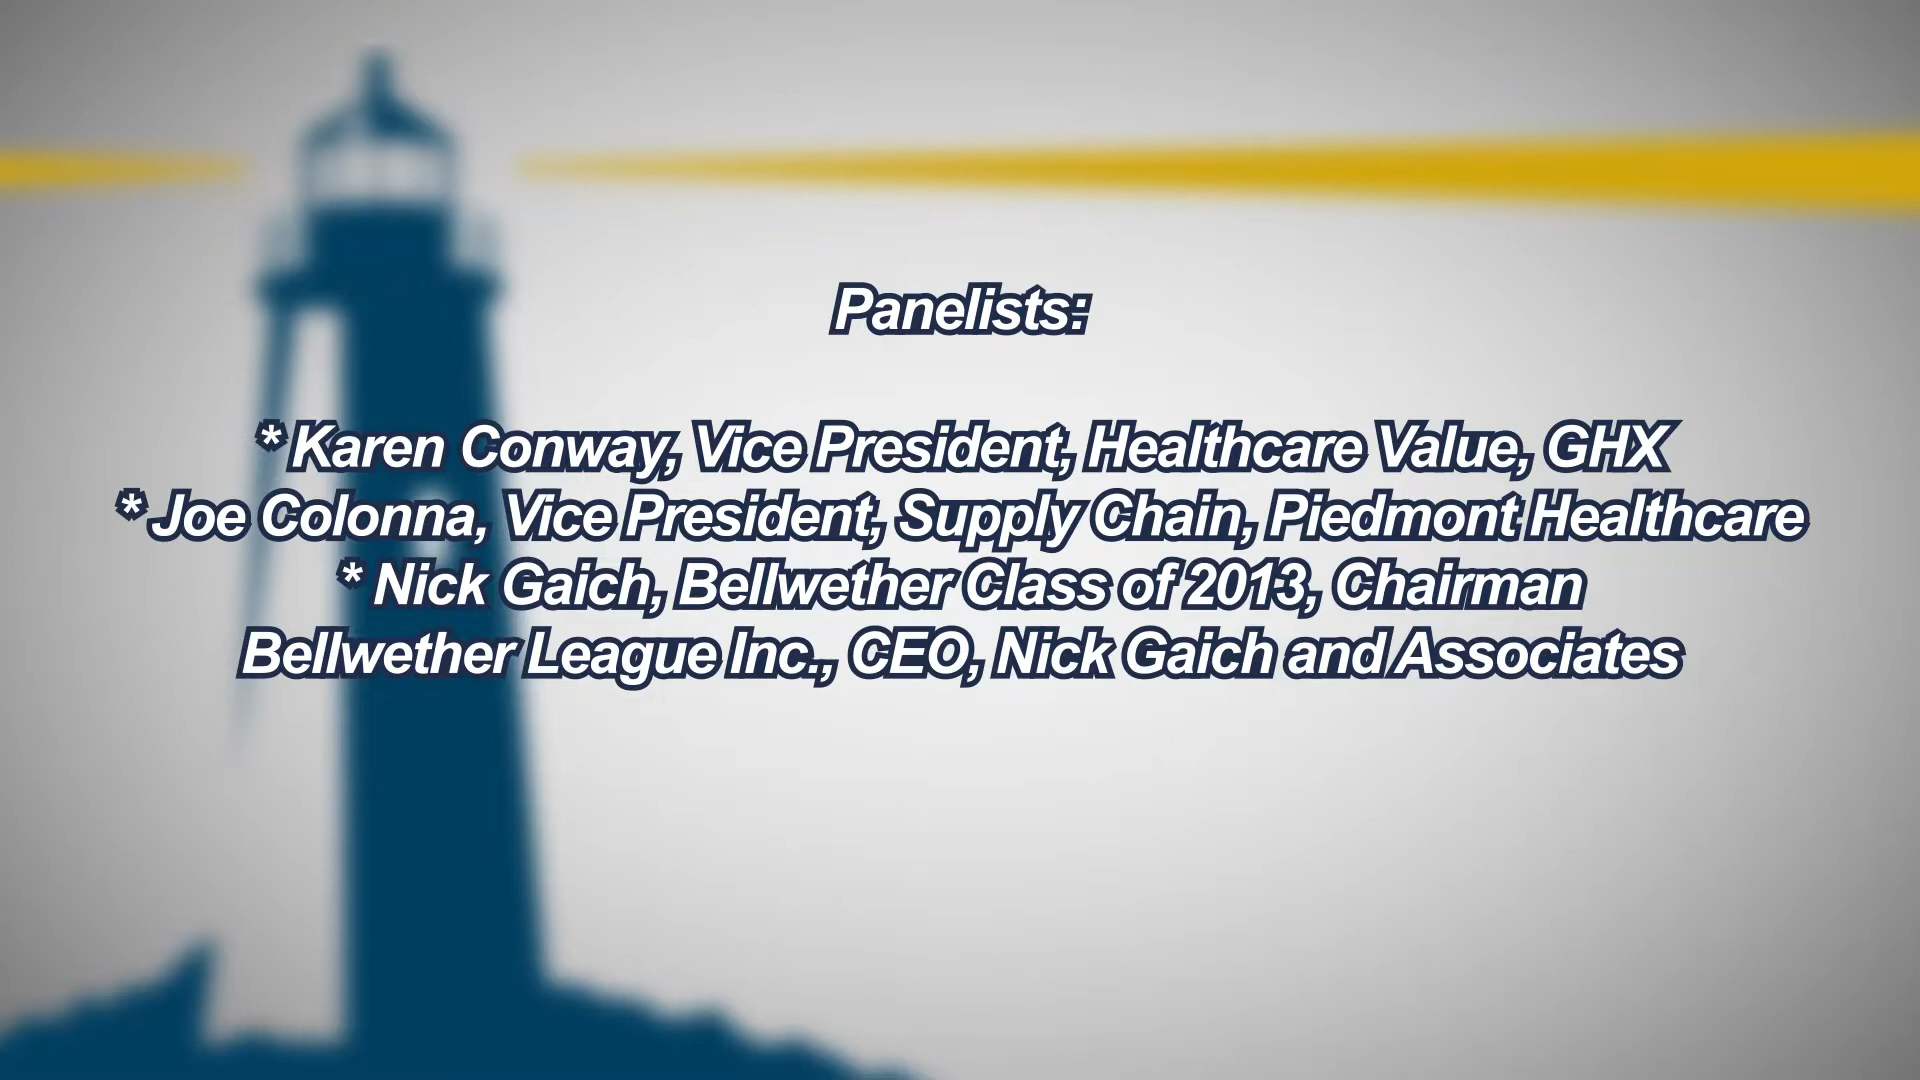 Panelists:
* Karen Conway, Vice President, Healthcare Value, GHX
* Joe Colonna, Vice President, Supply Chain, Piedmont Healthcare
* Nick Gaich, Bellwether Class of 2013, Chairman
Bellwether League Inc., CEO, Nick Gaich and Associates